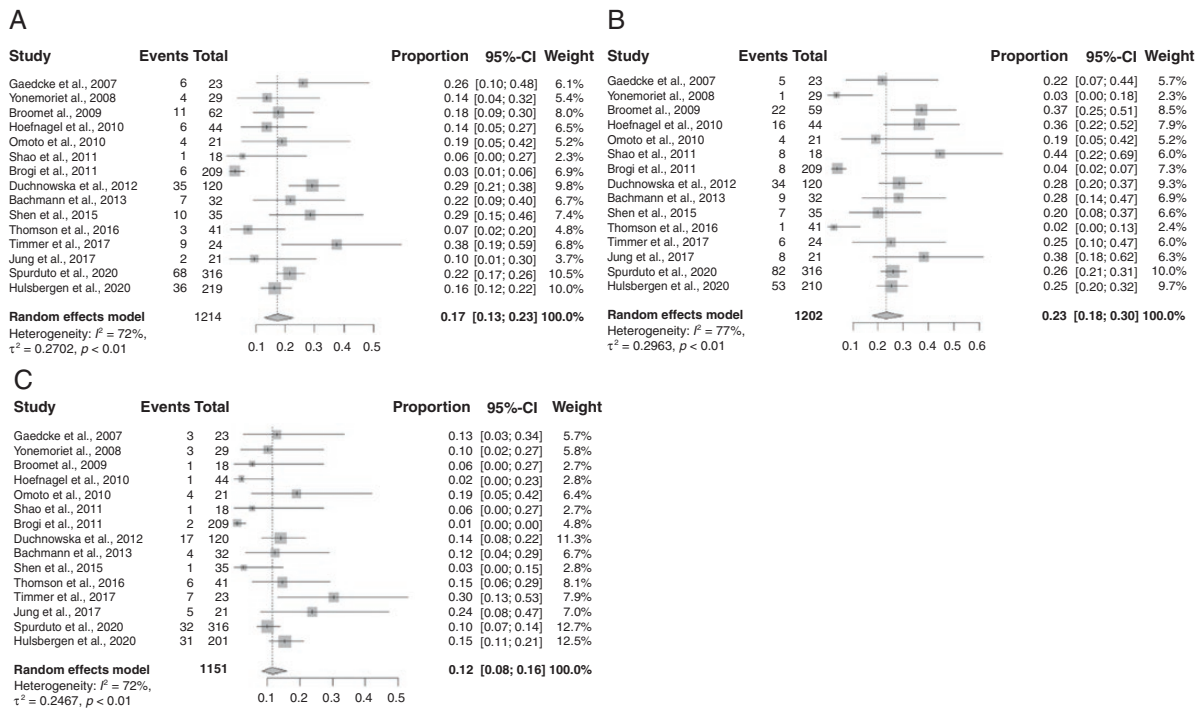 A
Study Events Total Proportion 95%-CI Weight
Gaedcke et al., 2007 6 23 0.26 [0.10; 0.48] 6.1%
Yonemoriet al., 2008 4 29 0.14 [0.04; 0.32] 5.4%
Broomet al., 2009 11 62 0.18 [0.09; 0.30] 8.0%
Hoefnagel et al., 2010 6 44 0.14 [0.05; 0.27] 6.5%
Omoto et al., 2010 4 21 0.19 [0.05; 0.42] 5.2%
Shao et al., 2011 1 18 0.06 [0.00; 0.27] 2.3%
Brogi et al., 2011 6 209 0.03 [0.01; 0.06] 6.9%
Duchnowska et al., 2012 35 120 0.29 [0.21; 0.38] 9.8%
Bachmann et al., 2013 7 32 0.22 [0.09; 0.40] 6.7%
Shen et al., 2015 10 35 0.29 [0.15; 0.46] 7.4%
Thomson et al., 2016 3 41 0.07 [0.02; 0.20] 4.8%
Timmer et al., 2017 9 24 0.38 [0.19; 0.59] 6.8%
Jung et al., 2017 2 21 0.10 [0.01; 0.30] 3.7%
Spurduto et al., 2020 68 316 0.22 [0.17; 0.26] 10.5%
Hulsbergen et al., 2020 36 219 0.16 [0.12; 0.22] 10.0%
Random effects model 1214 0.17 [0.13; 0.23] 100.0%
Heterogeneity: I² = 72%,
τ² = 0.2702, p < 0.01
0.1 0.2 0.3 0.4 0.5
B
Study Events Total Proportion 95%-CI Weight
Gaedcke et al., 2007 5 23 0.22 [0.07; 0.44] 5.7%
Yonemoriet al., 2008 1 29 0.03 [0.00; 0.18] 2.3%
Broomet al., 2009 22 59 0.37 [0.25; 0.51] 8.5%
Hoefnagel et al., 2010 16 44 0.36 [0.22; 0.52] 7.9%
Omoto et al., 2010 4 21 0.19 [0.05; 0.42] 5.2%
Shao et al., 2011 8 18 0.44 [0.22; 0.69] 6.3%
Brogi et al., 2011 8 209 0.04 [0.02; 0.07] 7.3%
Duchnowska et al., 2012 34 120 0.28 [0.20; 0.37] 9.3%
Bachmann et al., 2013 9 32 0.28 [0.14; 0.47] 6.9%
Shen et al., 2015 7 35 0.20 [0.08; 0.37] 6.6%
Thomson et al., 2016 1 41 0.02 [0.00; 0.13] 2.4%
Timmer et al., 2017 6 24 0.25 [0.10; 0.47] 6.0%
Jung et al., 2017 8 21 0.38 [0.18; 0.62] 6.3%
Spurduto et al., 2020 82 316 0.26 [0.21; 0.31] 10.0%
Hulsbergen et al., 2020 53 210 0.25 [0.20; 0.32] 9.7%
Random effects model 1202 0.23 [0.18; 0.30] 100.0%
Heterogeneity: I² = 77%,
τ² = 0.2963, p < 0.01
0.1 0.2 0.3 0.4 0.5 0.6
C
Study Events Total Proportion 95%-CI Weight
Gaedcke et al., 2007 3 23 0.13 [0.03; 0.34] 5.7%
Yonemoriet al., 2008 3 29 0.10 [0.02; 0.27] 5.8%
Broomet al., 2009 1 18 0.06 [0.00; 0.27] 2.7%
Hoefnagel et al., 2010 1 44 0.02 [0.00; 0.23] 2.8%
Omoto et al., 2010 4 21 0.19 [0.05; 0.42] 6.4%
Shao et al., 2011 1 18 0.06 [0.00; 0.27] 2.7%
Brogi et al., 2011 2 209 0.01 [0.00; 0.00] 4.8%
Duchnowska et al., 2012 17 120 0.14 [0.08; 0.22] 11.3%
Bachmann et al., 2013 4 32 0.12 [0.04; 0.29] 6.7%
Shen et al., 2015 1 35 0.03 [0.00; 0.15] 2.8%
Thomson et al., 2016 6 41 0.15 [0.06; 0.29] 8.1%
Timmer et al., 2017 7 23 0.30 [0.13; 0.53] 7.9%
Jung et al., 2017 5 21 0.24 [0.08; 0.47] 7.0%
Spurduto et al., 2020 32 316 0.10 [0.07; 0.14] 12.7%
Hulsbergen et al., 2020 31 201 0.15 [0.11; 0.21] 12.5%
Random effects model 1151 0.12 [0.08; 0.16] 100.0%
Heterogeneity: I² = 72%,
τ² = 0.2467, p < 0.01
0.1 0.2 0.3 0.4 0.5